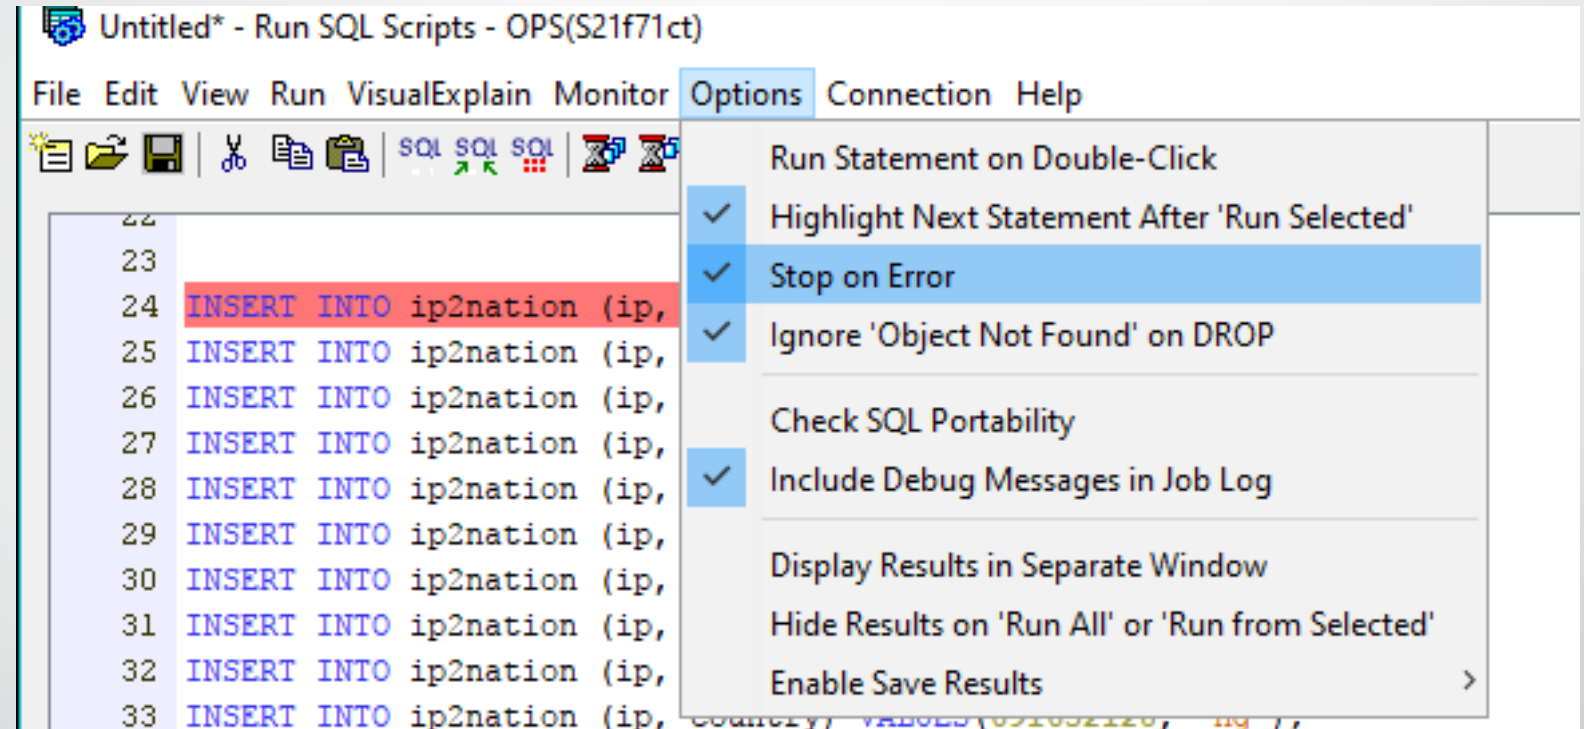 Untitled* - Run SQL Scripts - OPS(S21f71ct)
File Edit View Run VisualExplain Monitor Options Connection Help
SQL SQL SQL
Run Statement on Double-Click
Highlight Next Statement After 'Run Selected'
Stop on Error
Ignore 'Object Not Found' on DROP
Check SQL Portability
Include Debug Messages in Job Log
Display Results in Separate Window
Hide Results on 'Run All' or 'Run from Selected'
Enable Save Results
22
23
24 INSERT INTO ip2nation (ip,
25 INSERT INTO ip2nation (ip,
26 INSERT INTO ip2nation (ip,
27 INSERT INTO ip2nation (ip,
28 INSERT INTO ip2nation (ip,
29 INSERT INTO ip2nation (ip,
30 INSERT INTO ip2nation (ip,
31 INSERT INTO ip2nation (ip,
32 INSERT INTO ip2nation (ip,
33 INSERT INTO ip2nation (ip, country) VALUES(